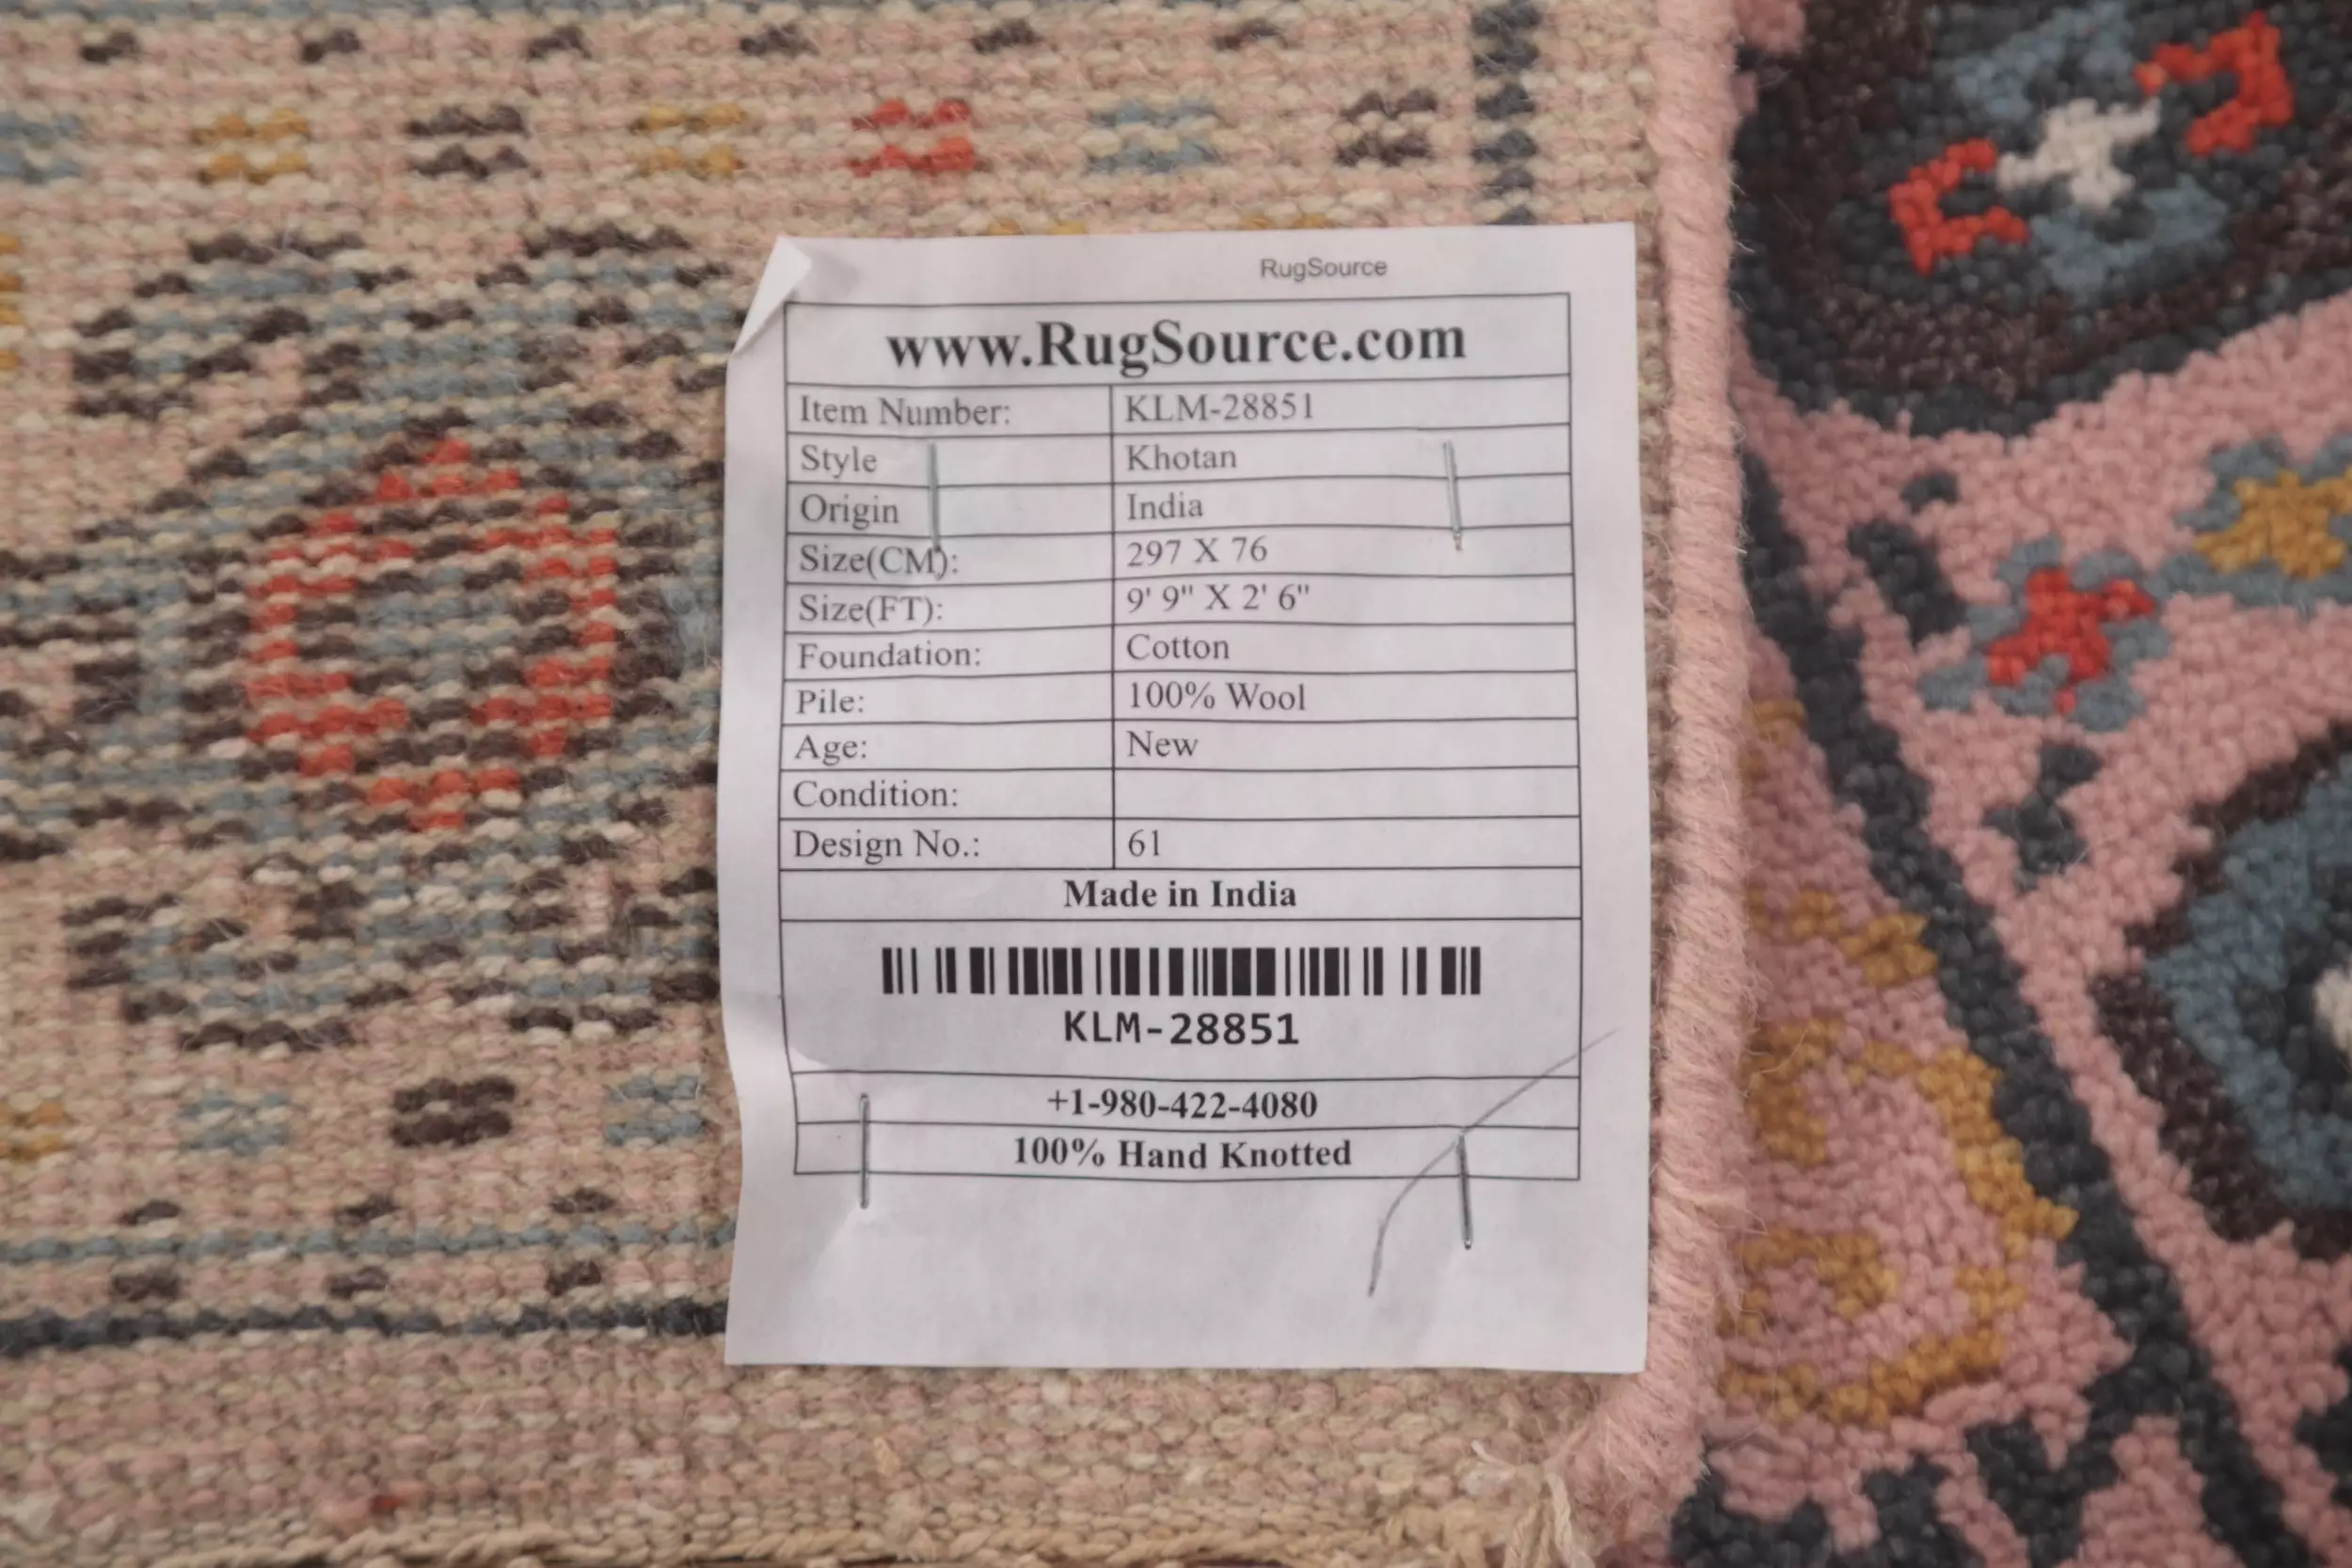 RugSource
www.RugSource.com
Item Number: KLM-28851
Style Khotan
Origin India
Size(CM): 297 X 76
Size(FT): 9' 9" X 2' 6"
Foundation: Cotton
Pile: 100% Wool
Age: New
Condition:
Design No.: 61
Made in India
KLM-28851
+1-980-422-4080
100% Hand Knotted